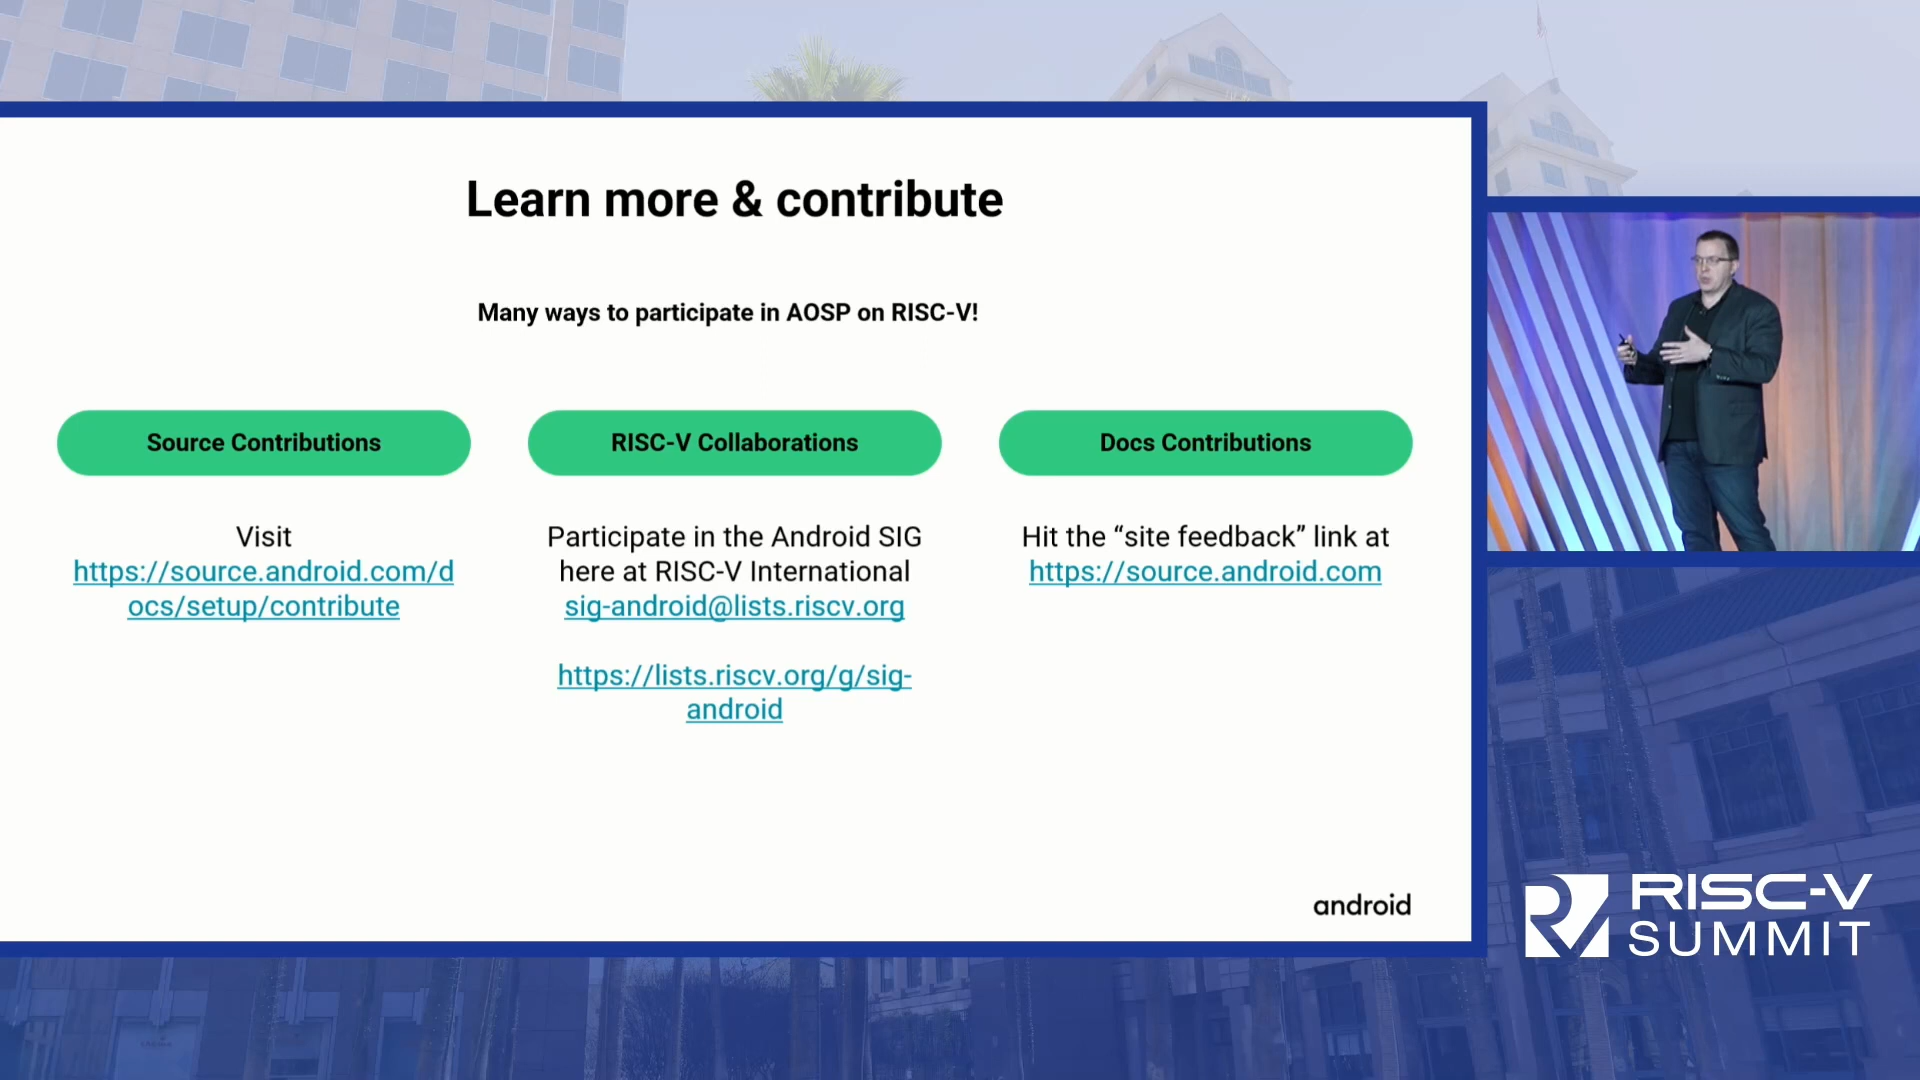 Learn more & contribute
Many ways to participate in AOSP on RISC-V!
Source Contributions
Visit
https://source.android.com/d
ocs/setup/contribute
RISC-V Collaborations
Participate in the Android SIG
here at RISC-V International
sig-android@lists.riscv.org
https://lists.riscv.org/g/sig-
android
Docs Contributions
Hit the “site feedback” link at
https://source.android.com
android
RISC-V
SUMMIT